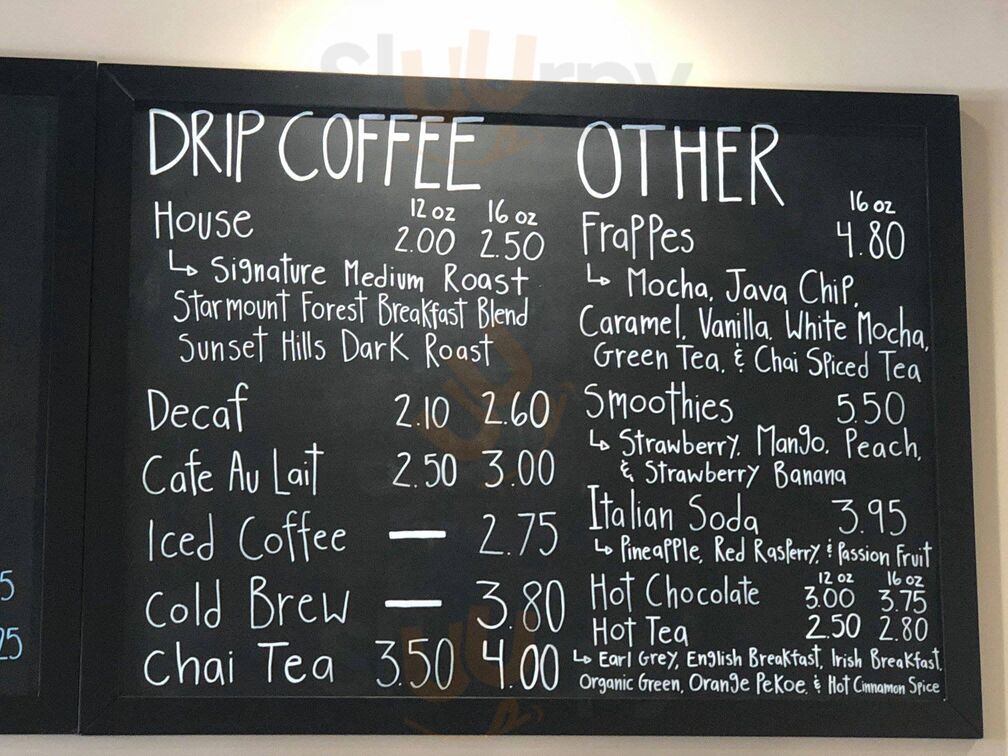 DRIP COFFEE
12 oz 16 oz
House 2.00 2.50
↳ Signature Medium Roast
Starmount Forest Breakfast Blend
Sunset Hills Dark Roast
Decaf 2.10 2.60
Cafe Au Lait 2.50 3.00
Iced Coffee — 2.75
Cold Brew — 3.80
Chai Tea 3.50 4.00
OTHER
16 oz
Frappes 4.80
↳ Mocha, Java Chip,
Caramel, Vanilla, White Mocha,
Green Tea, & Chai Spiced Tea
Smoothies 5.50
↳ Strawberry, Mango, Peach,
& Strawberry Banana
Italian Soda 3.95
↳ Pineapple, Red Rasperry, & Passion Fruit
12 oz 16 oz
Hot Chocolate 3.00 3.75
Hot Tea 2.50 2.80
↳ Earl Grey, English Breakfast, Irish Breakfast,
Organic Green, Orange Pekoe, & Hot Cinnamon Spice
5
25
slurpy